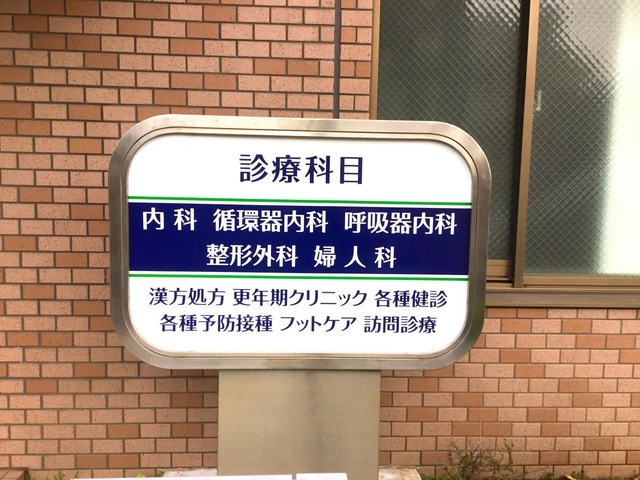 診療科目
内科 循環器内科 呼吸器内科
整形外科 婦人科
漢方処方 更年期クリニック 各種健診
各種予防接種 フットケア 訪問診療